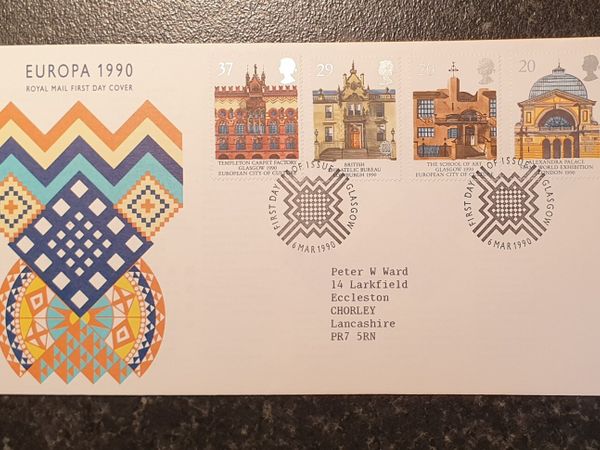 EUROPA 1990
ROYAL MAIL FIRST DAY COVER
37
29
20
TEMPLETON CARPET FACTORY
GLASGOW 1990
EUROPEAN CITY OF
BRITISH
PHILATELIC BUREAU
EDINBURGH 1990
THE SCHOOL OF ART
GLASGOW 1990
EUROPEAN CITY OF
ALEXANDRA PALACE
STAMP WORLD EXHIBITION
LONDON 1990
FIRST DAY OF ISSUE GLASGOW
6 MAR 1990
FIRST DAY OF ISSUE GLASGOW
6 MAR 1990
Peter W Ward
14 Larkfield
Eccleston
CHORLEY
Lancashire
PR7 5RN